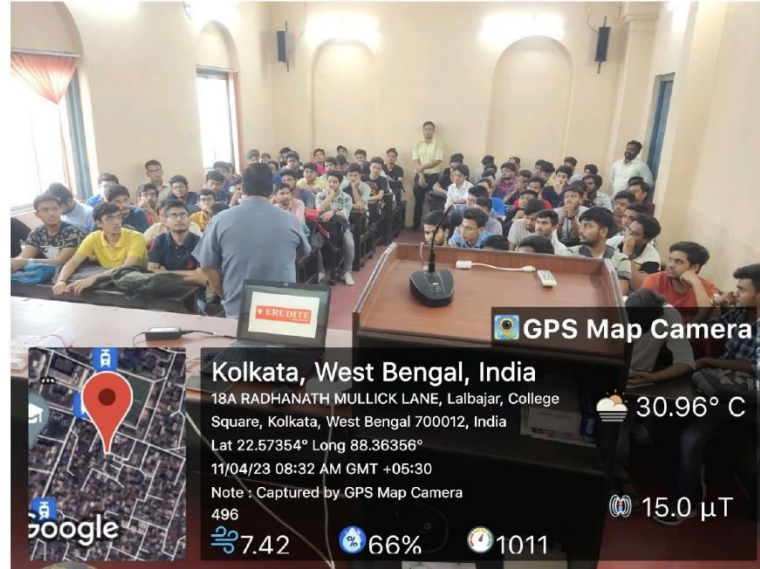 ERUDITE
GPS Map Camera
Kolkata, West Bengal, India
18A RADHANATH MULLICK LANE, Lalbajar, College
Square, Kolkata, West Bengal 700012, India
Lat 22.57354° Long 88.36356°
11/04/23 08:32 AM GMT +05:30
Note : Captured by GPS Map Camera
496
30.96° C
15.0 µT
7.42
66%
1011
Google